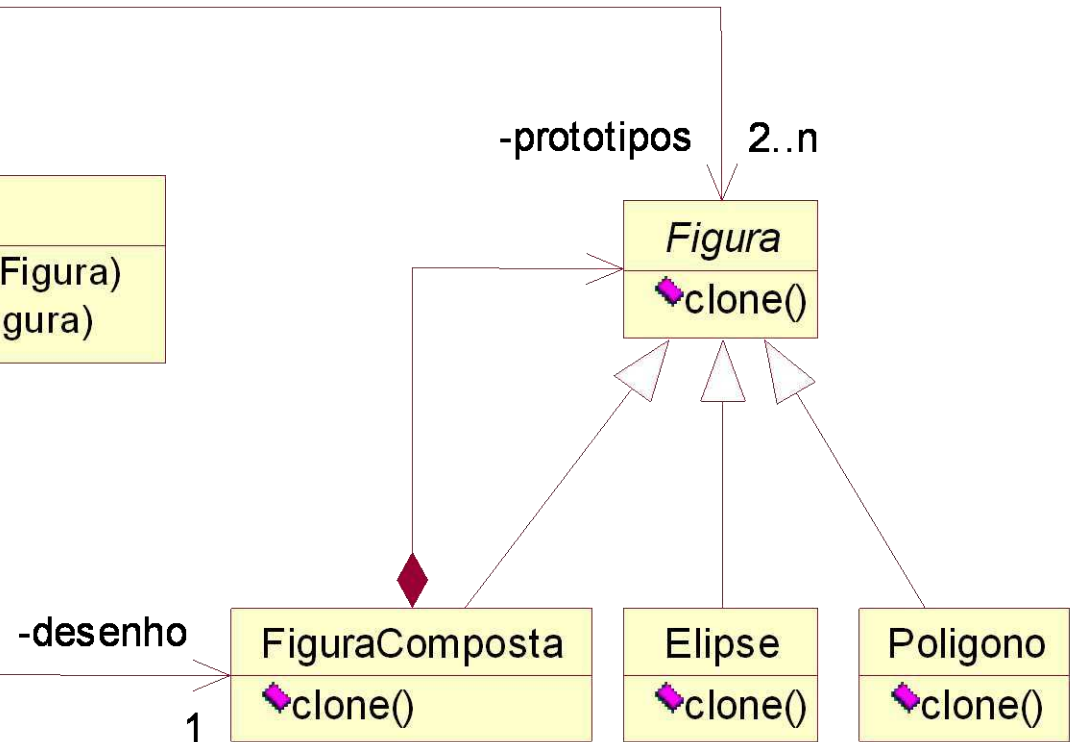 -prototipos 2..n
Figura
clone()
Figura)
gura)
-desenho
1
FiguraComposta
clone()
Elipse
clone()
Poligono
clone()